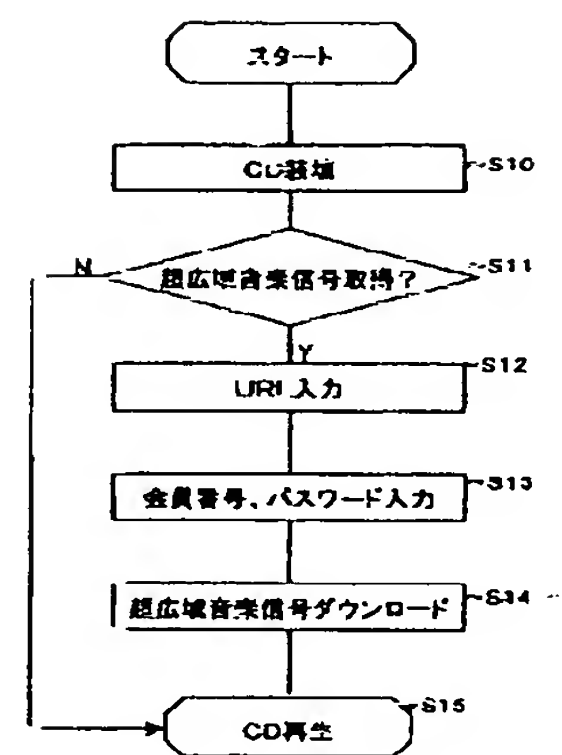 スタート
CD装填 S10
超広域音楽信号取得? S11
N
Y
URL入力 S12
会員番号、パスワード入力 S13
超広域音楽信号ダウンロード S14
CD再生 S15